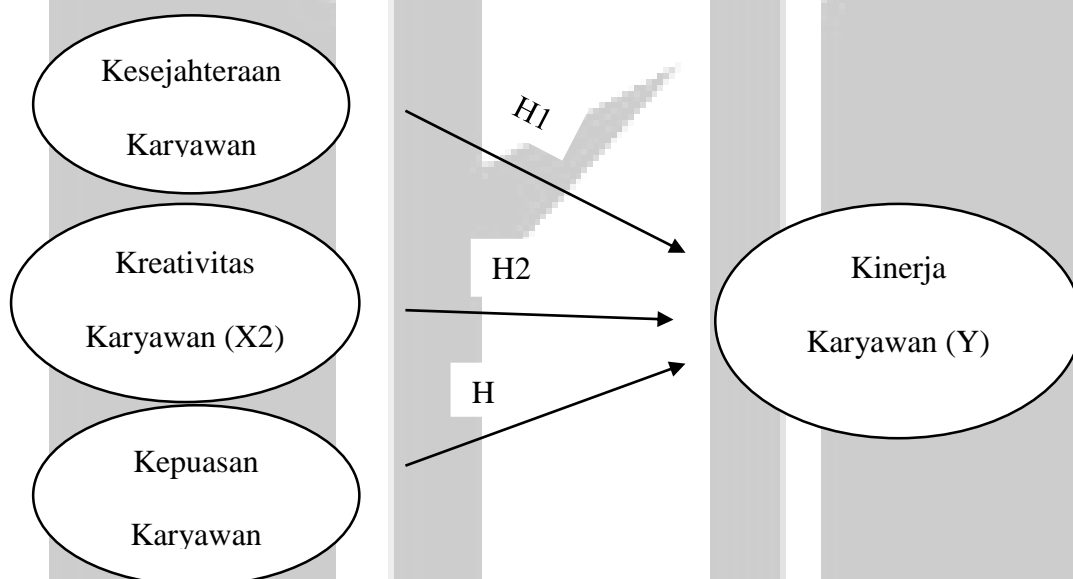 Kesejahteraan
Karyawan
H1
Kreativitas
Karyawan (X2)
H2
Kinerja
Karyawan (Y)
H
Kepuasan
Karyawan